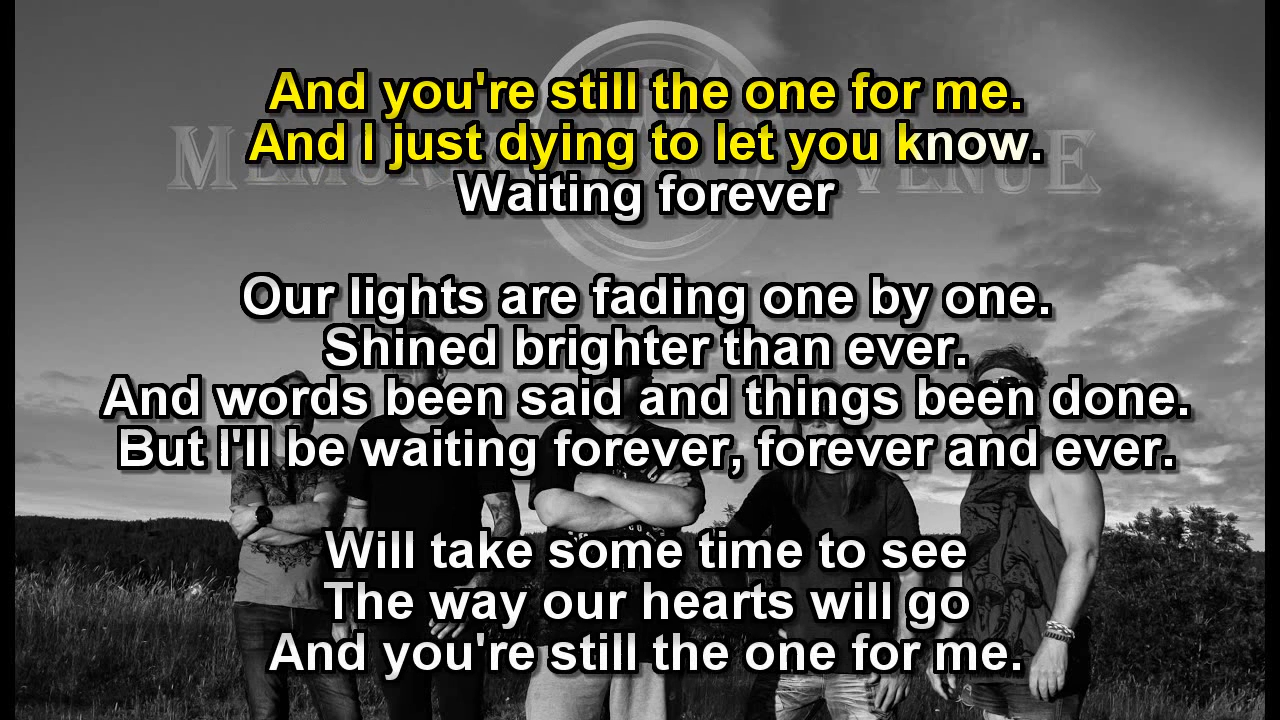 And you're still the one for me.
And I just dying to let you know.
Waiting forever
Our lights are fading one by one.
Shined brighter than ever.
And words been said and things been done.
But I'll be waiting forever, forever and ever.
Will take some time to see
The way our hearts will go
And you're still the one for me.